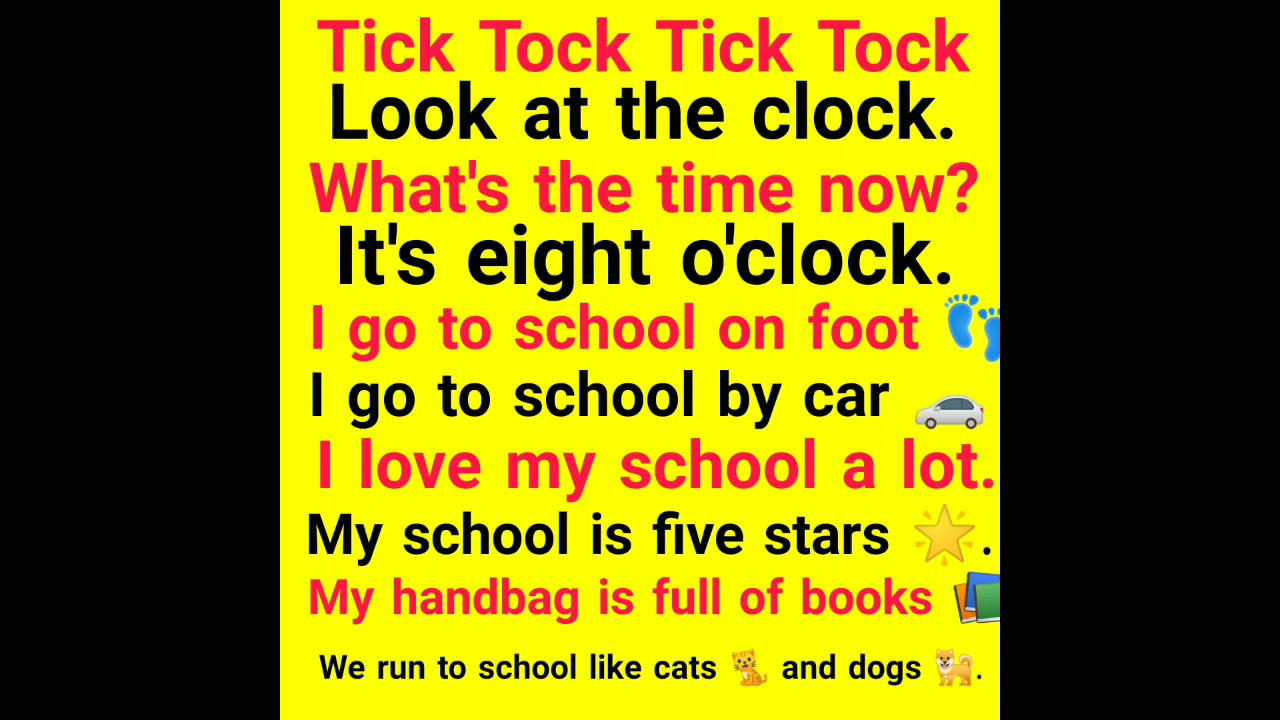 Tick Tock Tick Tock
Look at the clock.
What's the time now?
It's eight o'clock.
I go to school on foot 👣
I go to school by car 🚗
I love my school a lot.
My school is five stars 🌟.
My handbag is full of books 📚
We run to school like cats 🐈 and dogs 🐕.